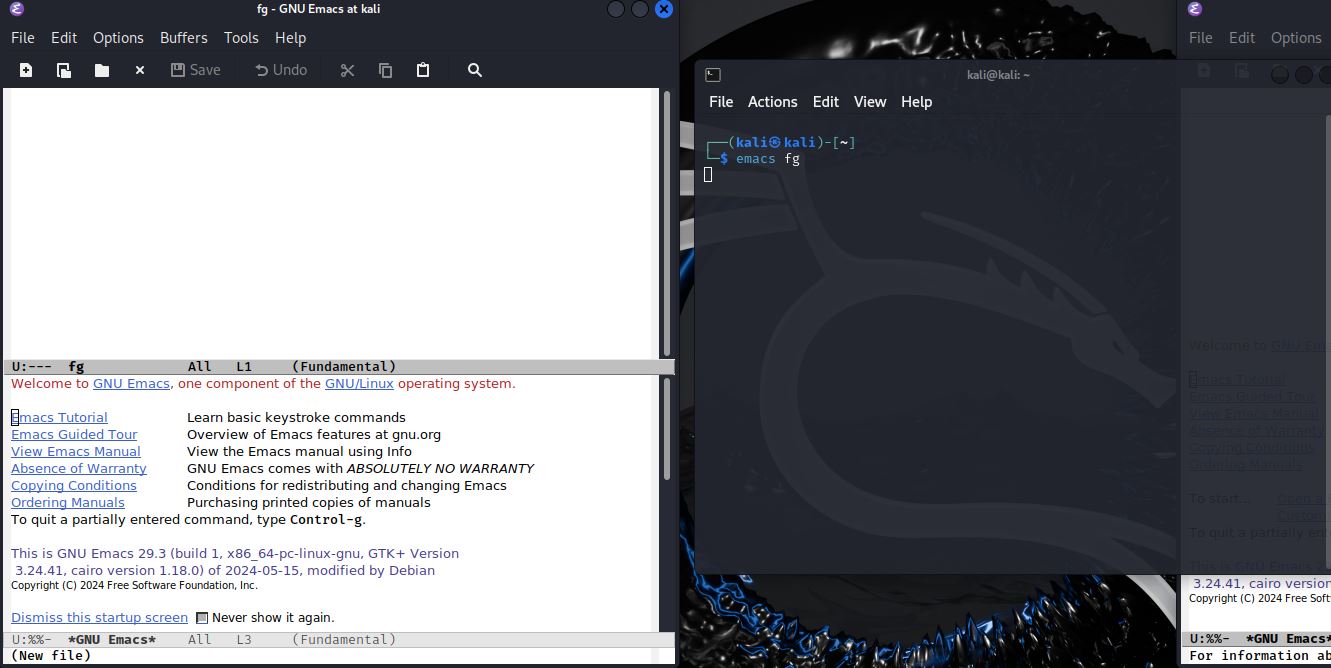 fg - GNU Emacs at kali
File Edit Options Buffers Tools Help
Save Undo
U:--- fg All L1 (Fundamental)
Welcome to GNU Emacs, one component of the GNU/Linux operating system.
Emacs Tutorial Learn basic keystroke commands
Emacs Guided Tour Overview of Emacs features at gnu.org
View Emacs Manual View the Emacs manual using Info
Absence of Warranty GNU Emacs comes with ABSOLUTELY NO WARRANTY
Copying Conditions Conditions for redistributing and changing Emacs
Ordering Manuals Purchasing printed copies of manuals
To quit a partially entered command, type Control-g.
This is GNU Emacs 29.3 (build 1, x86_64-pc-linux-gnu, GTK+ Version
3.24.41, cairo version 1.18.0) of 2024-05-15, modified by Debian
Copyright (C) 2024 Free Software Foundation, Inc.
Dismiss this startup screen Never show it again.
U:%%- *GNU Emacs* All L3 (Fundamental)
(New file)
kali@kali: ~
File Actions Edit View Help
┌──(kali㉿kali)-[~]
└─$ emacs fg
File Edit Options
Welcome to GNU Em
Emacs Tutorial
Emacs Guided Tour
View Emacs Manual
Absence of Warranty
Copying Conditions
Ordering Manuals
To start... Open a
Custom
To quit a partially en
This is GNU Emacs 2
3.24.41, cairo versio
Copyright (C) 2024 Free Soft
U:%%- *GNU Emacs*
For information ab